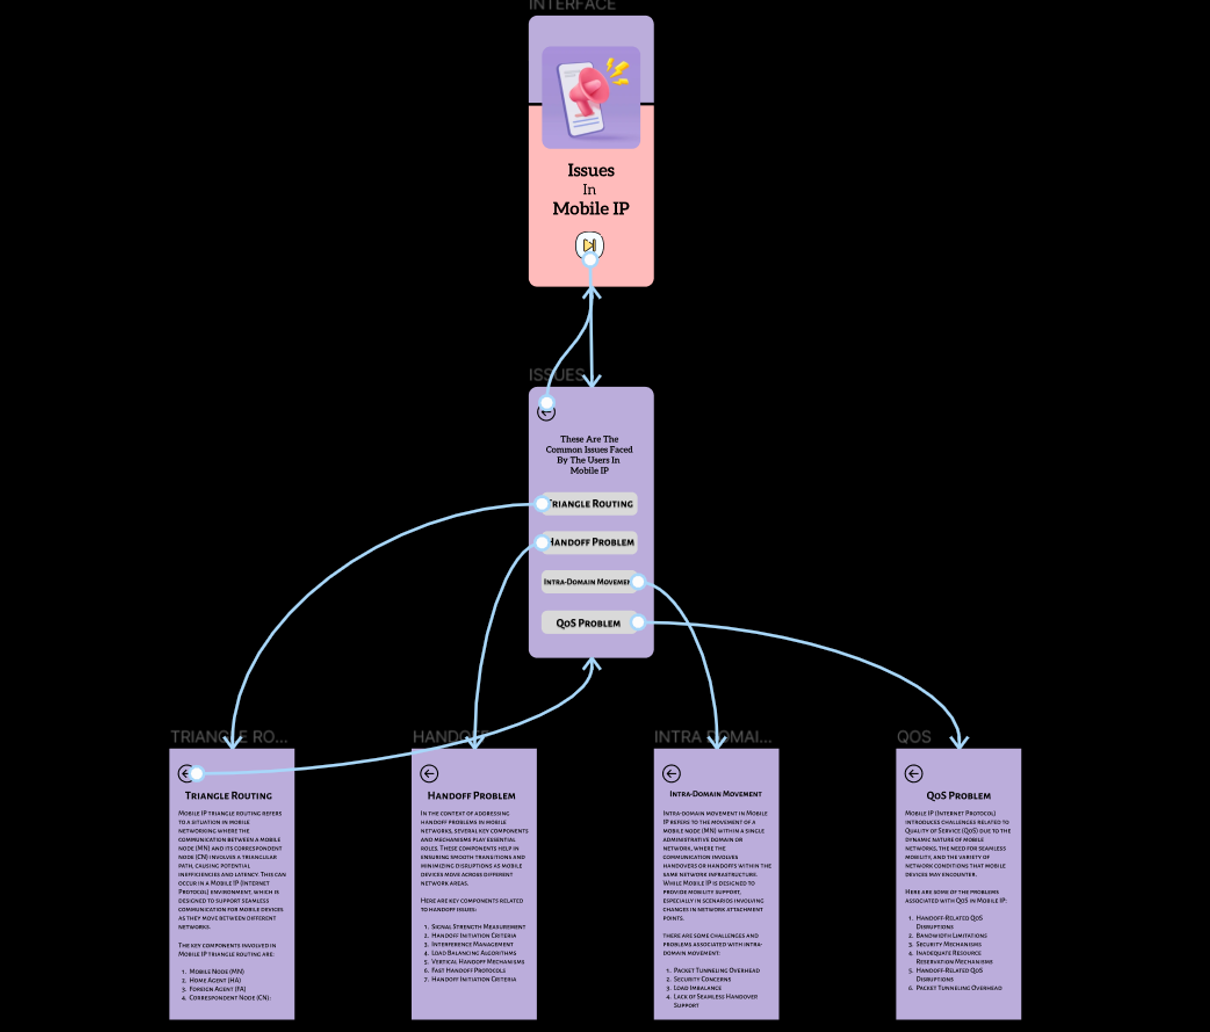 INTERFACE
Issues
In
Mobile IP
ISSUES
These Are The
Common Issues Faced
By The Users In
Mobile IP
Triangle Routing
Handoff Problem
Intra-Domain Movemen
QoS Problem
TRIANGLE RO...
HANDOFF
INTRA DOMAI...
QOS
Triangle Routing
Mobile IP triangle routing refers
to a situation in mobile
networking where the
communication between a mobile
node (MN) and its correspondent
node (CN) involves a triangular
path, causing potential
inefficiencies and latency. This can
occur in a Mobile IP (Internet
Protocol) environment, which is
designed to support seamless
communication for mobile devices
as they move between different
networks.
The key components involved in
Mobile IP triangle routing are:
1. Mobile Node (MN)
2. Home Agent (HA)
3. Foreign Agent (FA)
4. Correspondent Node (CN):
Handoff Problem
In the context of addressing
handoff problems in mobile
networks, several key components
and mechanisms play essential
roles. These components help in
ensuring smooth transitions and
minimizing disruptions as mobile
devices move across different
network areas.
Here are key components related
to handoff issues:
1. Signal Strength Measurement
2. Handoff Initiation Criteria
3. Interference Management
4. Load Balancing Algorithms
5. Vertical Handoff Mechanisms
6. Fast Handoff Protocols
7. Handoff Initiation Criteria
Intra-Domain Movement
Intra-domain movement in Mobile
IP refers to the movement of a
mobile node (MN) within a single
administrative domain or
network, where the
communication involves
handovers or handoffs within the
same network infrastructure.
While Mobile IP is designed to
provide mobility support,
especially in scenarios involving
changes in network attachment
points.
There are some challenges and
problems associated with intra-
domain movement:
1. Packet Tunneling Overhead
2. Security Concerns
3. Load Imbalance
4. Lack of Seamless Handover
Support
QoS Problem
Mobile IP (Internet Protocol)
introduces challenges related to
Quality of Service (QoS) due to the
dynamic nature of mobile
networks, the need for seamless
mobility, and the variety of
network conditions that mobile
devices may encounter.
Here are some of the problems
associated with QoS in Mobile IP:
1. Handoff-Related QoS
Disruptions
2. Bandwidth Limitations
3. Security Mechanisms
4. Inadequate Resource
Reservation Mechanisms
5. Handoff-Related QoS
Disruptions
6. Packet Tunneling Overhead